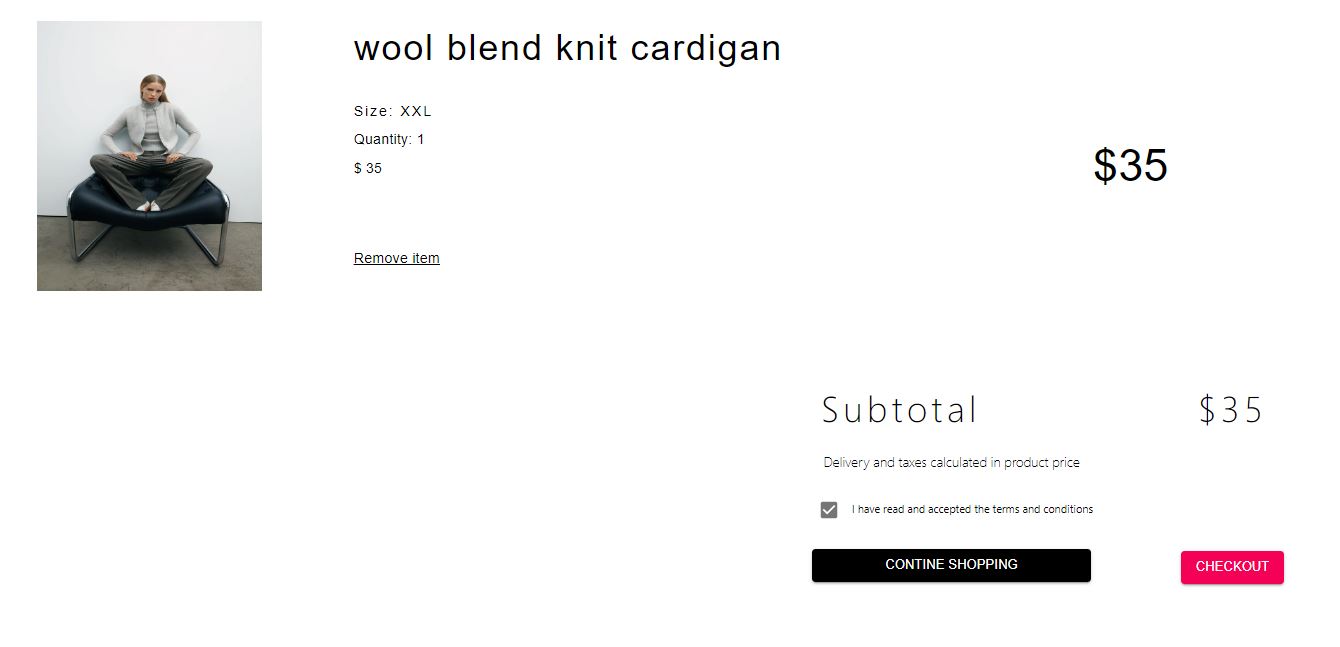 wool blend knit cardigan
Size: XXL
Quantity: 1
$ 35
$35
Remove item
Subtotal $35
Delivery and taxes calculated in product price
I have read and accepted the terms and conditions
CONTINE SHOPPING CHECKOUT